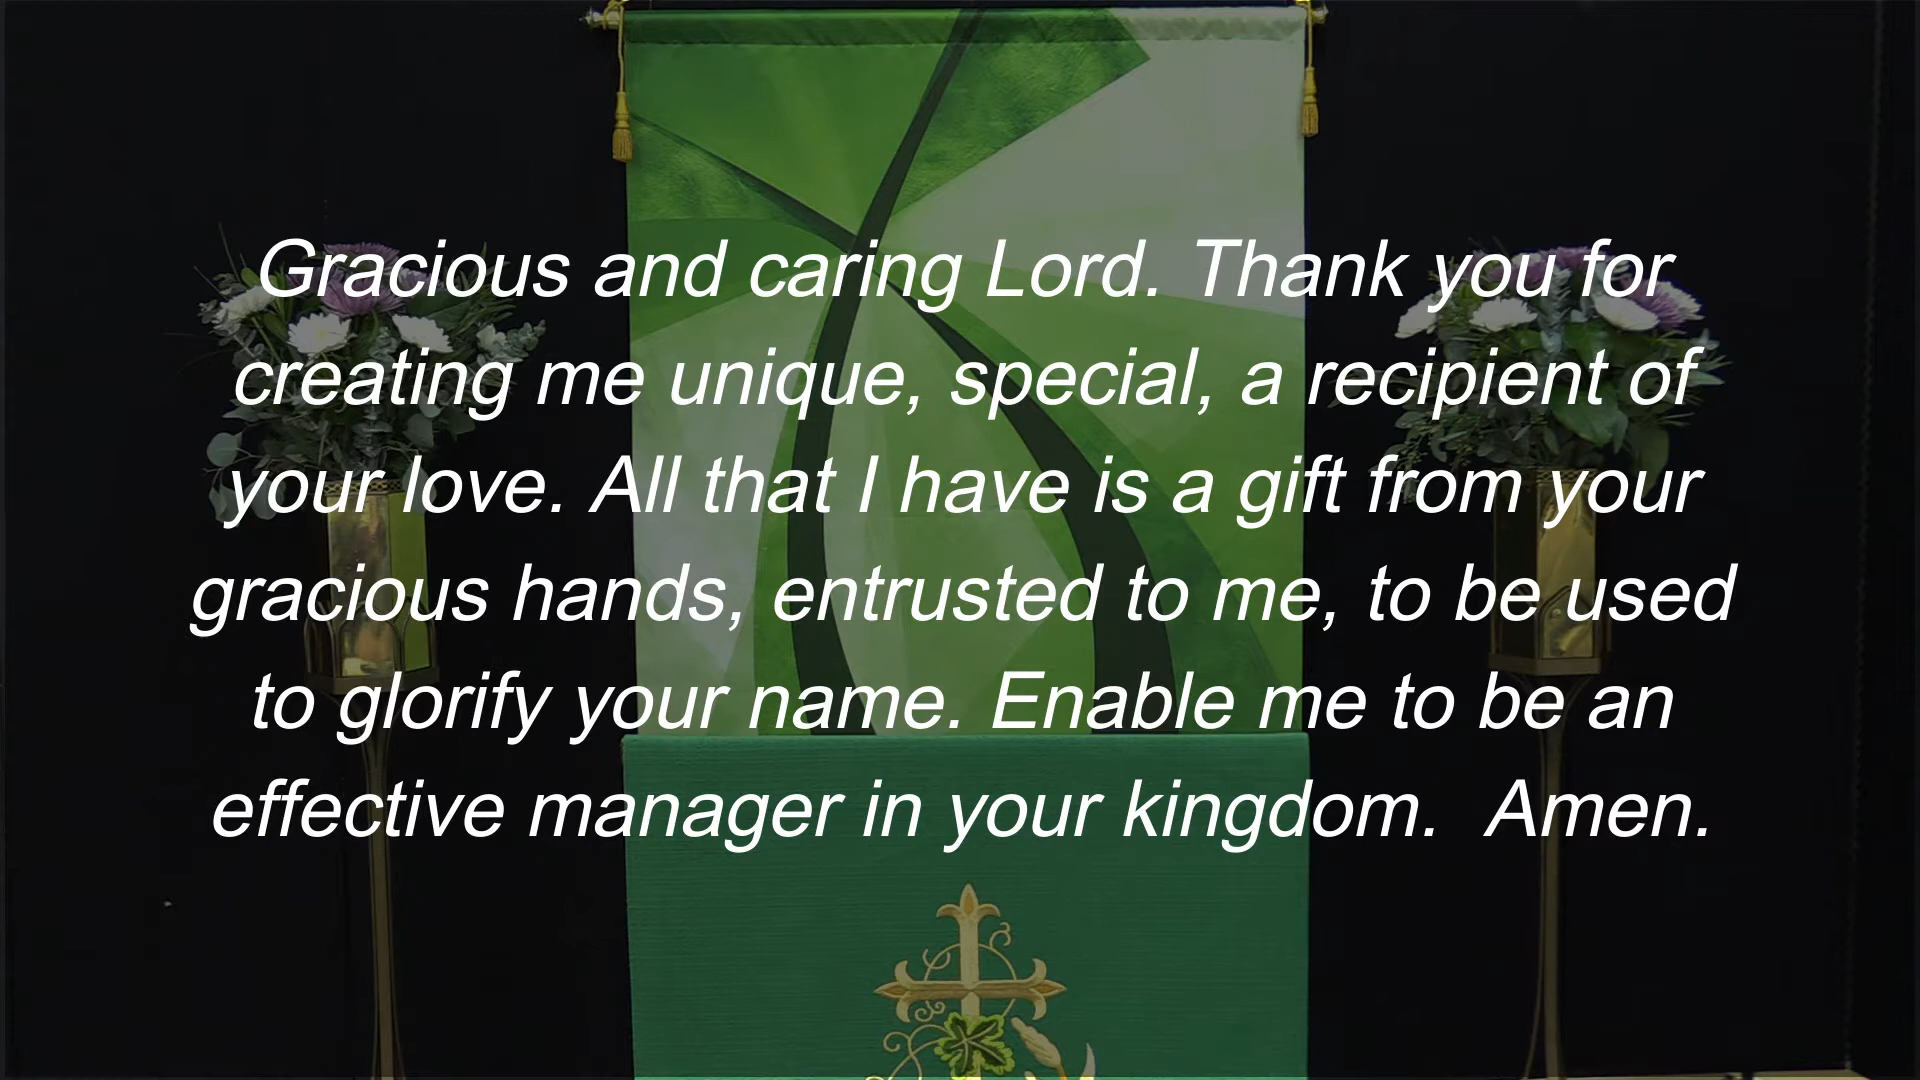 Gracious and caring Lord. Thank you for
creating me unique, special, a recipient of
your love. All that I have is a gift from your
gracious hands, entrusted to me, to be used
to glorify your name. Enable me to be an
effective manager in your kingdom.  Amen.